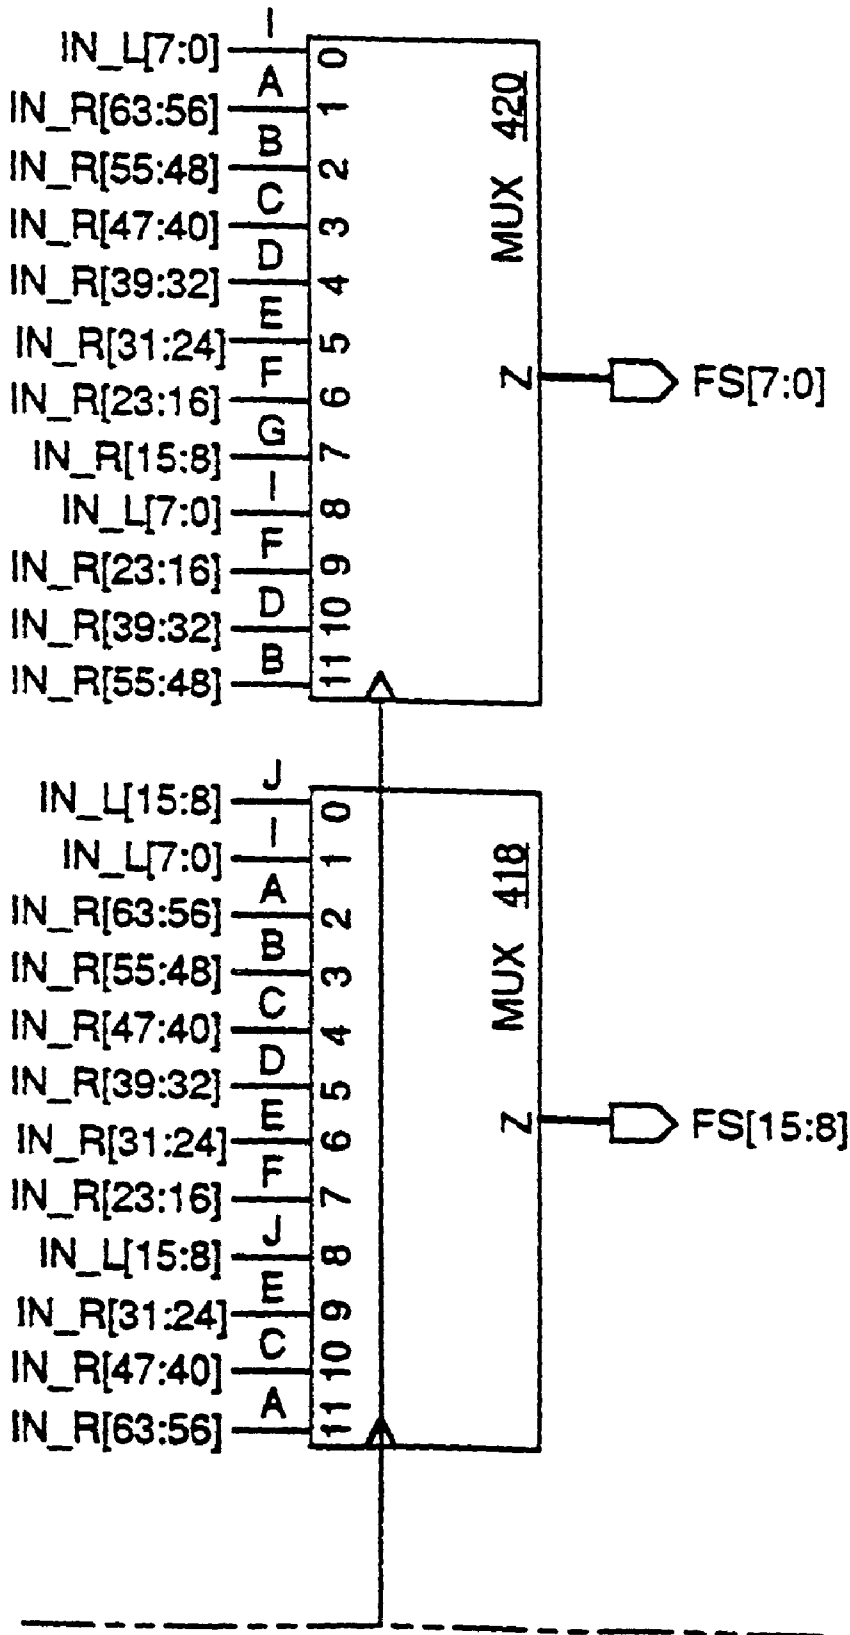 I
IN_L[7:0] 0
A
IN_R[63:56] 1
B
IN_R[55:48] 2
C
IN_R[47:40] 3
D
IN_R[39:32] 4
E
IN_R[31:24] 5
F
IN_R[23:16] 6
G
IN_R[15:8] 7
I
IN_L[7:0] 8
F
IN_R[23:16] 9
D
IN_R[39:32] 10
B
IN_R[55:48] 11
MUX 420
Z FS[7:0]
J
IN_L[15:8] 0
I
IN_L[7:0] 1
A
IN_R[63:56] 2
B
IN_R[55:48] 3
C
IN_R[47:40] 4
D
IN_R[39:32] 5
E
IN_R[31:24] 6
F
IN_R[23:16] 7
J
IN_L[15:8] 8
E
IN_R[31:24] 9
C
IN_R[47:40] 10
A
IN_R[63:56] 11
MUX 418
Z FS[15:8]